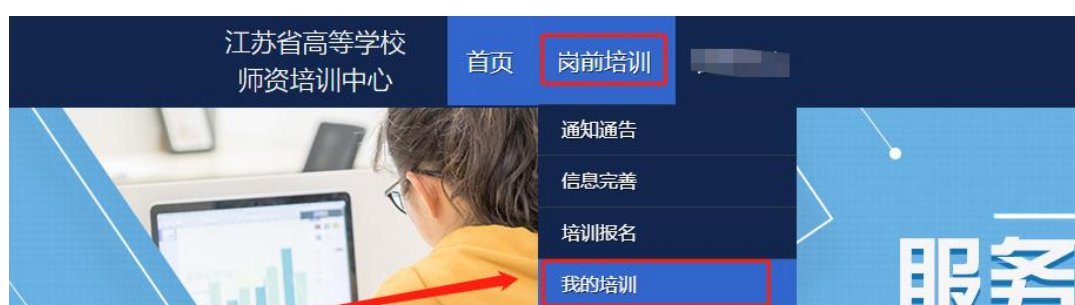 江苏省高等学校
师资培训中心
首页
岗前培训
通知通告
信息完善
培训报名
我的培训
服务